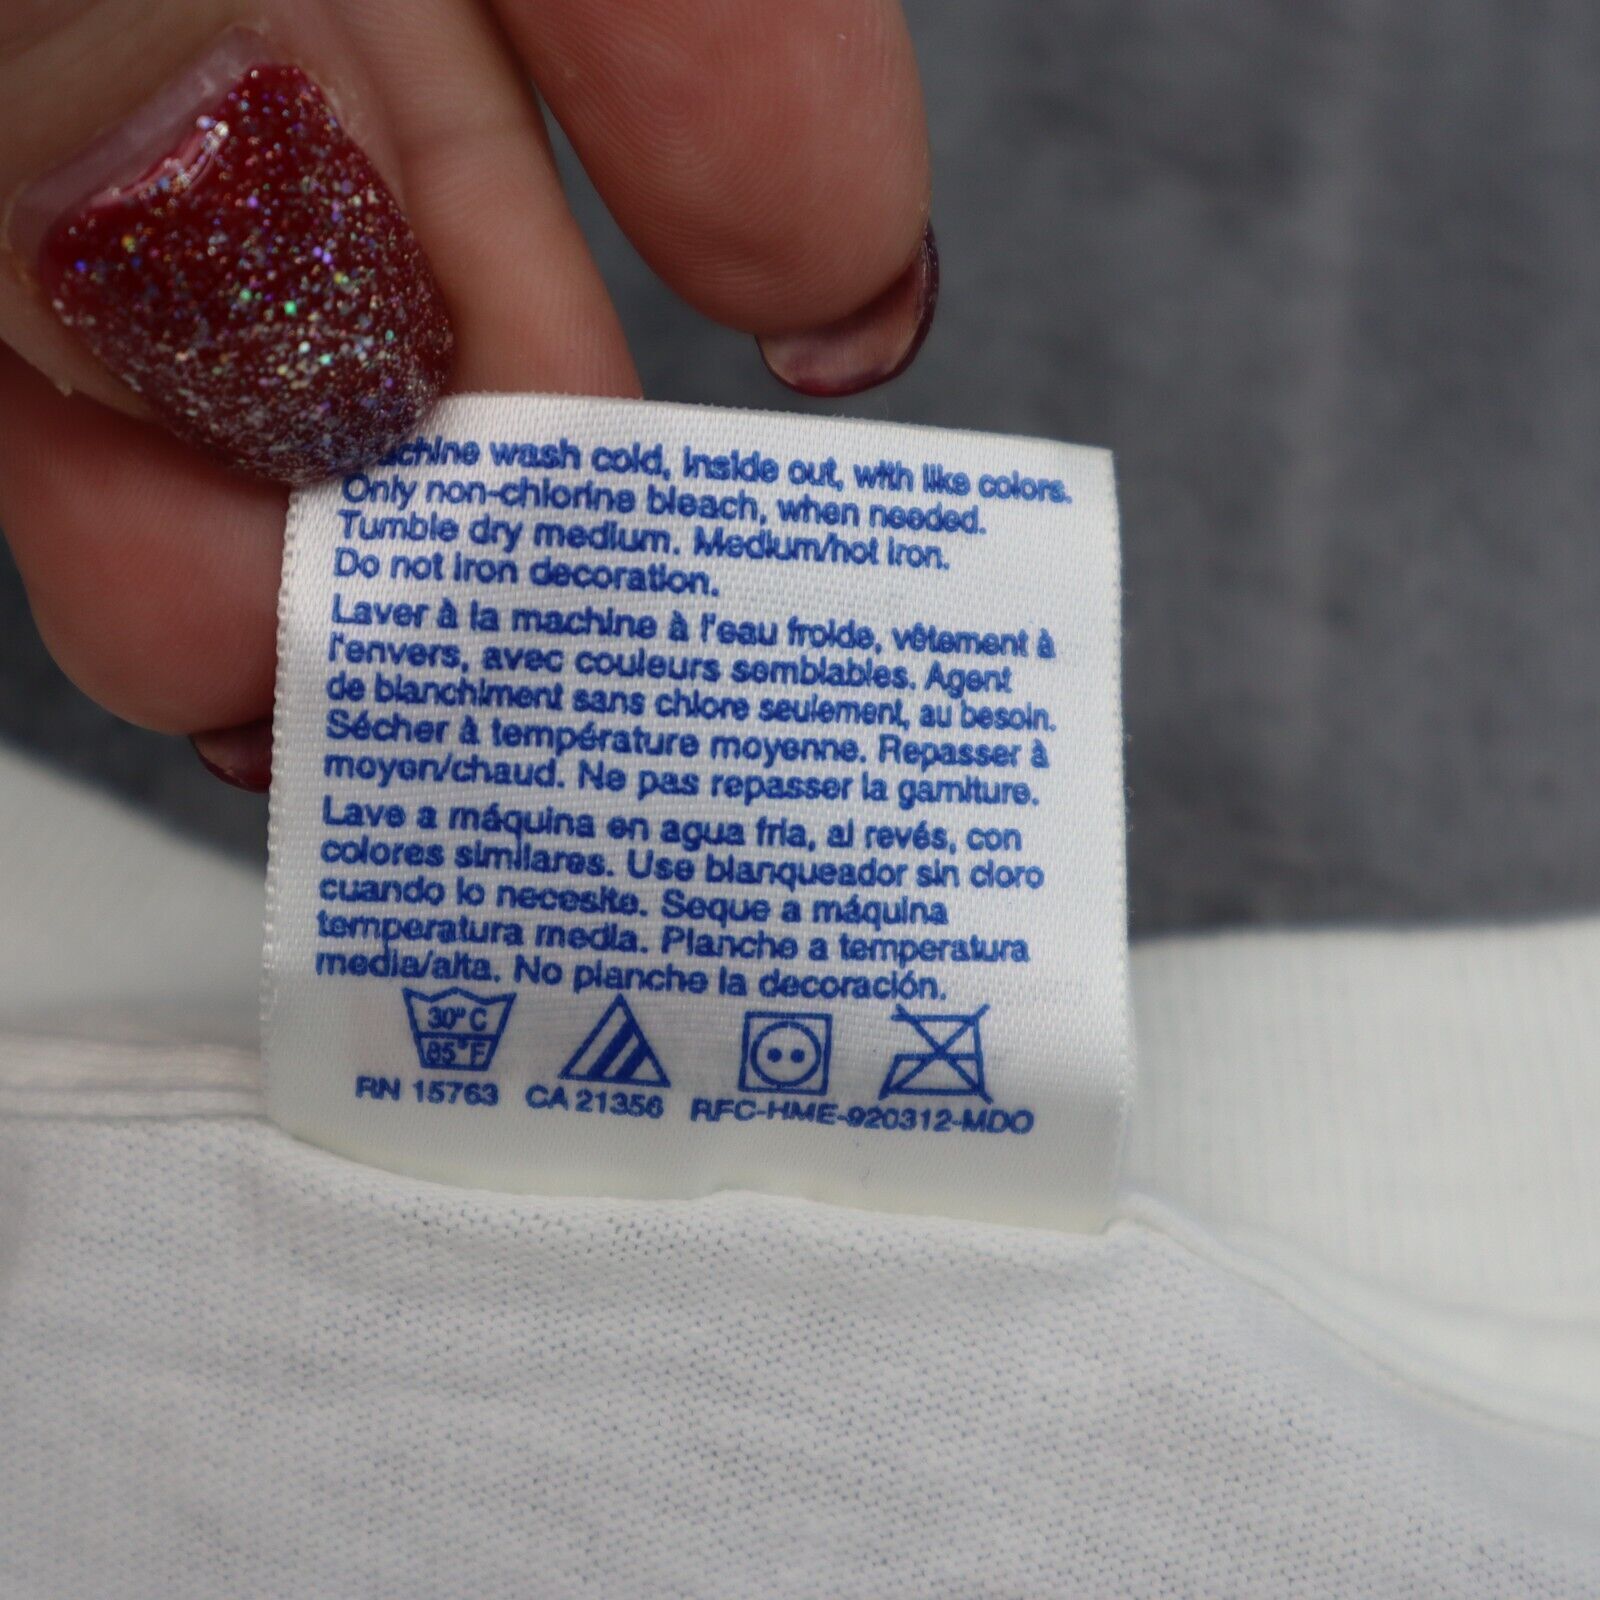 chine wash cold, inside out, with like colors.
Only non-chlorine bleach, when needed.
Tumble dry medium. Medium/hot iron.
Do not iron decoration.
Laver à la machine à l'eau froide, vêtement à
l'envers, avec couleurs semblables. Agent
de blanchiment sans chlore seulement, au besoin.
Sécher à température moyenne. Repasser à
moyen/chaud. Ne pas repasser la garniture.
Lave a máquina en agua fría, al revés, con
colores similares. Use blanqueador sin cloro
cuando lo necesite. Seque a máquina
temperatura media. Planche a temperatura
media/alta. No planche la decoración.
30°C
85°F
RN 15763 CA 21356 RFC-HME-920312-MDO